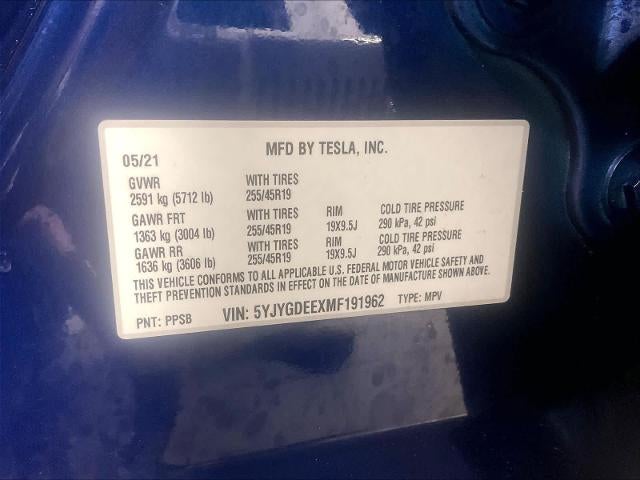 05/21 MFD BY TESLA, INC.
GVWR WITH TIRES
2591 kg (5712 lb) 255/45R19
GAWR FRT WITH TIRES RIM COLD TIRE PRESSURE
1363 kg (3004 lb) 255/45R19 19X9.5J 290 kPa, 42 psi
GAWR RR WITH TIRES RIM COLD TIRE PRESSURE
1636 kg (3606 lb) 255/45R19 19X9.5J 290 kPa, 42 psi
THIS VEHICLE CONFORMS TO ALL APPLICABLE U.S. FEDERAL MOTOR VEHICLE SAFETY AND
THEFT PREVENTION STANDARDS IN EFFECT ON THE DATE OF MANUFACTURE SHOWN ABOVE.
PNT: PPSB VIN: 5YJYGDEEXMF191962 TYPE: MPV